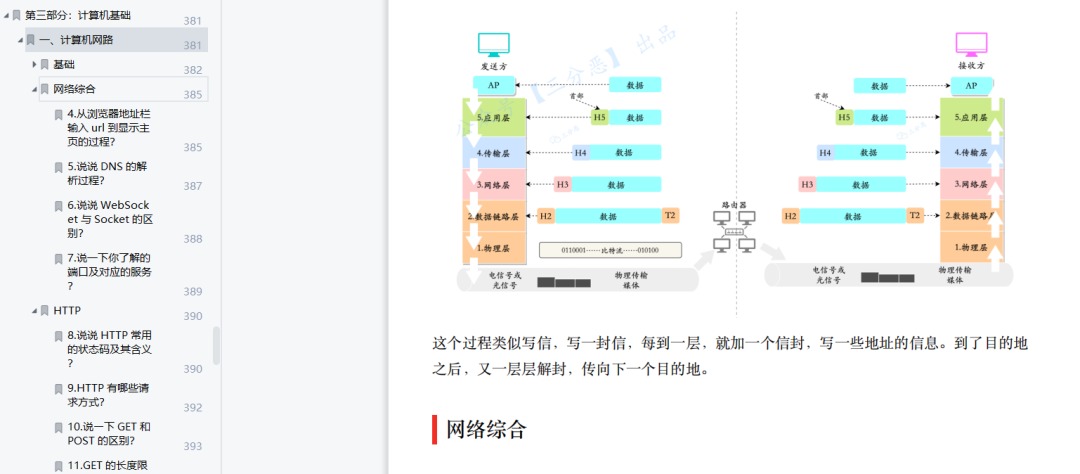 第三部分：计算机基础
381
一、计算机网路
381
基础
382
网络综合
385
4.从浏览器地址栏
输入 url 到显示主
页的过程？
385
5.说说 DNS 的解
析过程？
387
6.说说 WebSock
et 与 Socket 的区
别？
388
7.说一下你了解的
端口及对应的服务
？
389
HTTP
390
8.说说 HTTP 常用
的状态码及其含义
？
390
9.HTTP 有哪些请
求方式？
392
10.说一下 GET 和
POST 的区别？
393
11.GET 的长度限
【二分恶】出品
发送方
AP
数据
首部
5.应用层
H5
数据
4.传输层
H4
数据
3.网络层
H3
数据
2.数据链路层
H2
数据
T2
1.物理层
0110001……比特流……010100
电信号或
光信号
物理传输
媒体
路由器
接收方
数据
AP
首部
H5
数据
5.应用层
H4
数据
4.传输层
H3
数据
3.网络层
H2
数据
T2
2.数据链路层
1.物理层
电信号或
光信号
物理传输
媒体
这个过程类似写信，写一封信，每到一层，就加一个信封，写一些地址的信息。到了目的地
之后，又一层层解封，传向下一个目的地。
网络综合